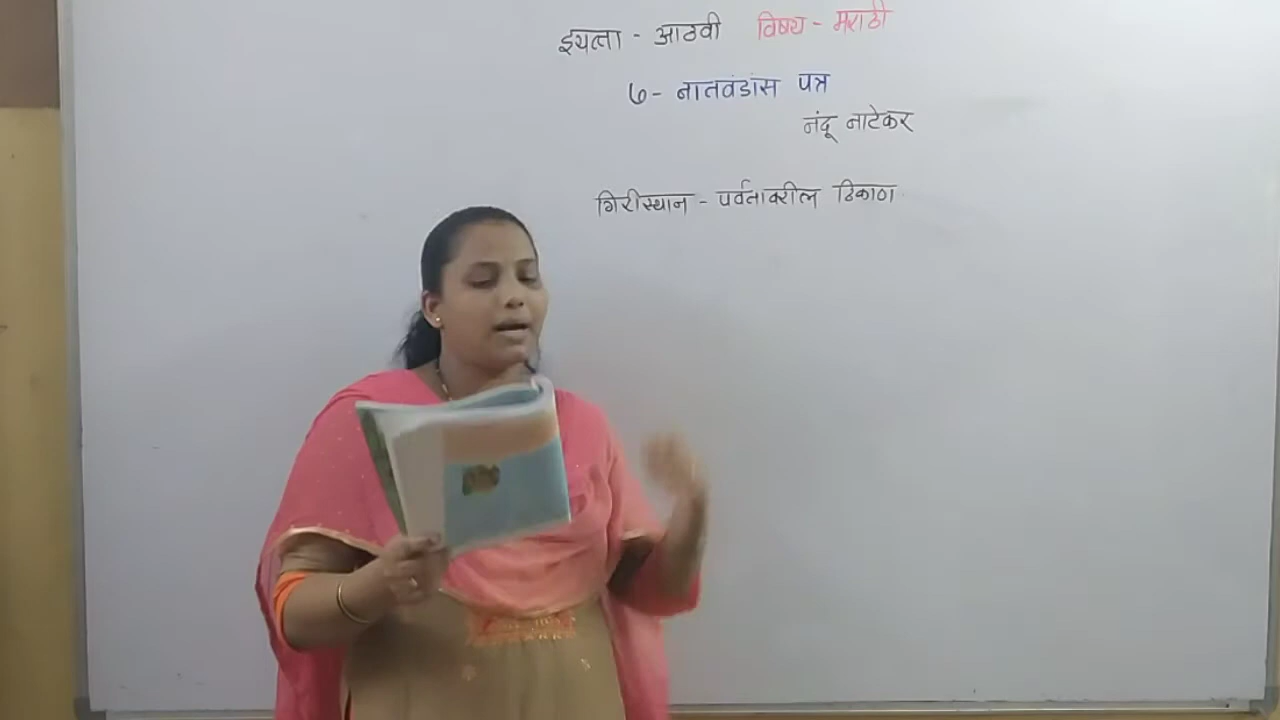 इयत्ता - आठवी विषय - मराठी
७ - नातवंडांस पत्र
नंदू नाटेकर
गिरीस्थान - पर्वतावरील ठिकाण